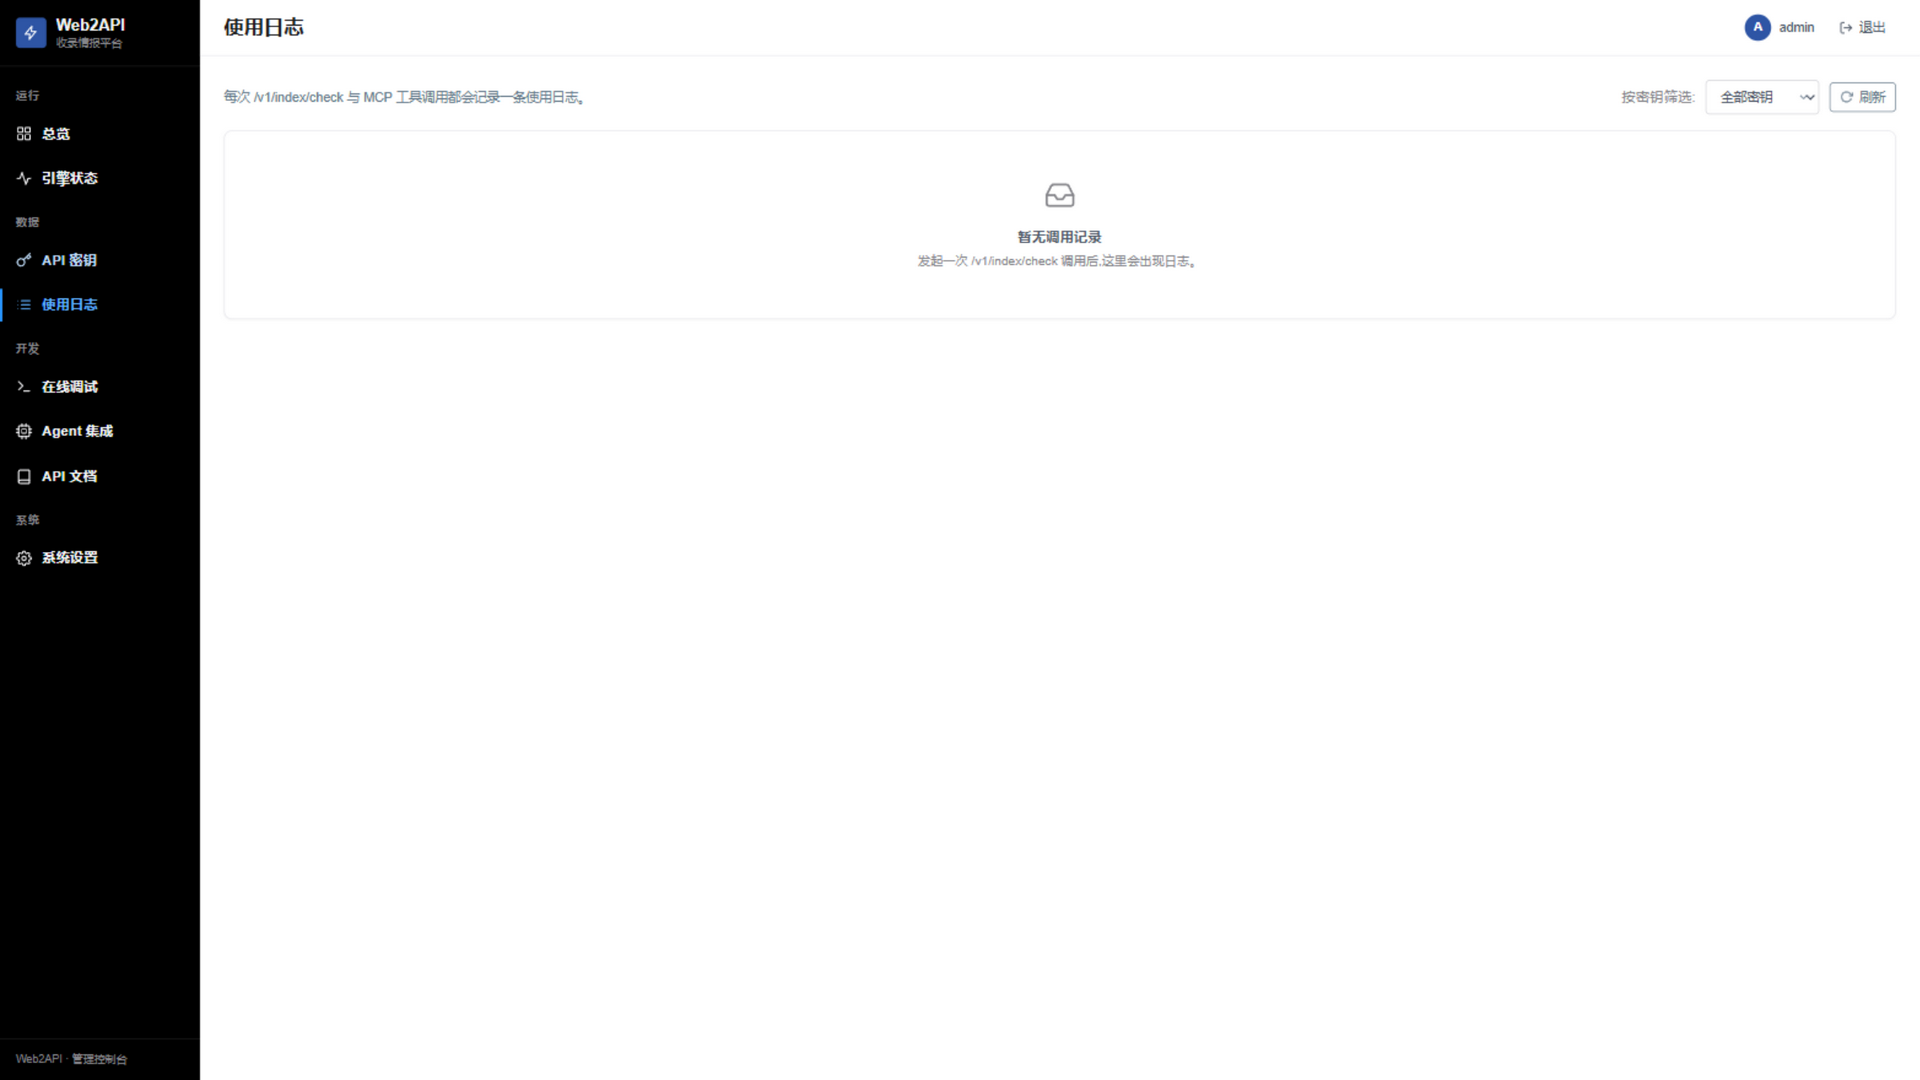 Web2API
收录情报平台
运行
总览
引擎状态
数据
API 密钥
使用日志
开发
在线调试
Agent 集成
API 文档
系统
系统设置
Web2API · 管理控制台
使用日志
A admin 退出
每次 /v1/index/check 与 MCP 工具调用都会记录一条使用日志。
按密钥筛选: 全部密钥 刷新
暂无调用记录
发起一次 /v1/index/check 调用后,这里会出现日志。